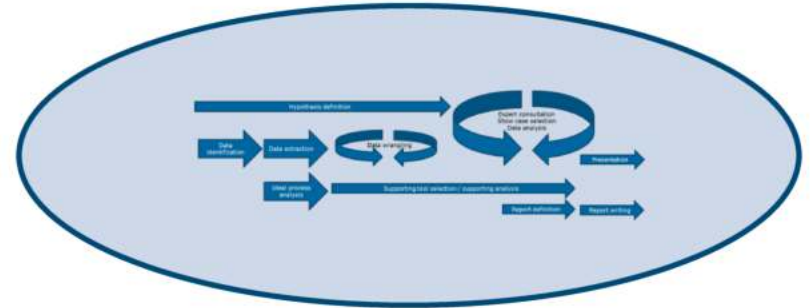 Hypothesis definition
Expert consultation
Show case selection
Data analysis
Data
identification
Data extraction
Data wrangling
Presentation
Ideal process
analysis
Supporting tool selection / supporting analysis
Report definition
Report writing